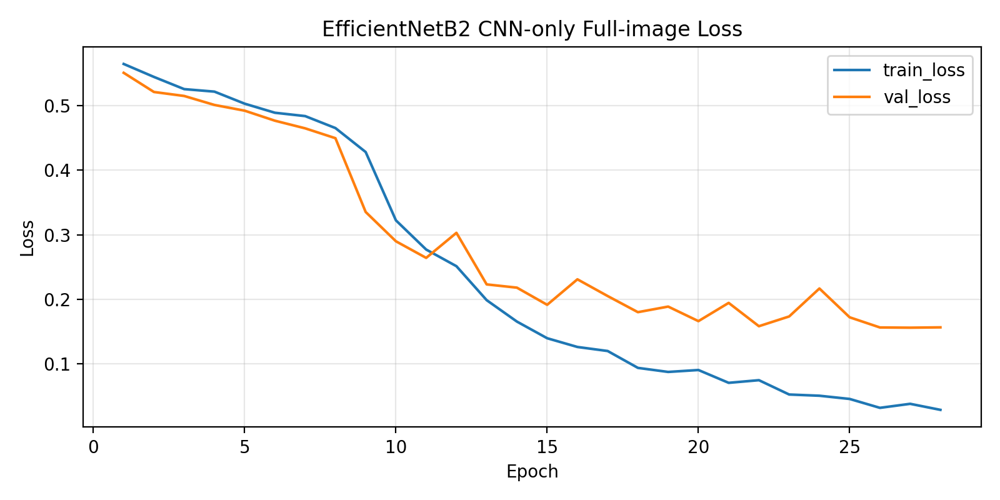 EfficientNetB2 CNN-only Full-image Loss
train_loss
val_loss
0.5
0.4
0.3
0.2
0.1
Loss
0 5 10 15 20 25
Epoch